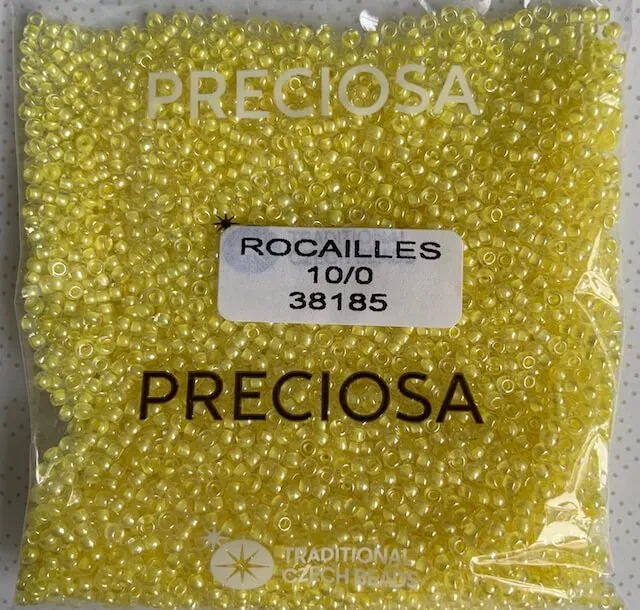 PRECIOSA
ROCAILLES
10/0
38185
PRECIOSA
TRADITIONAL
CZECH BEADS